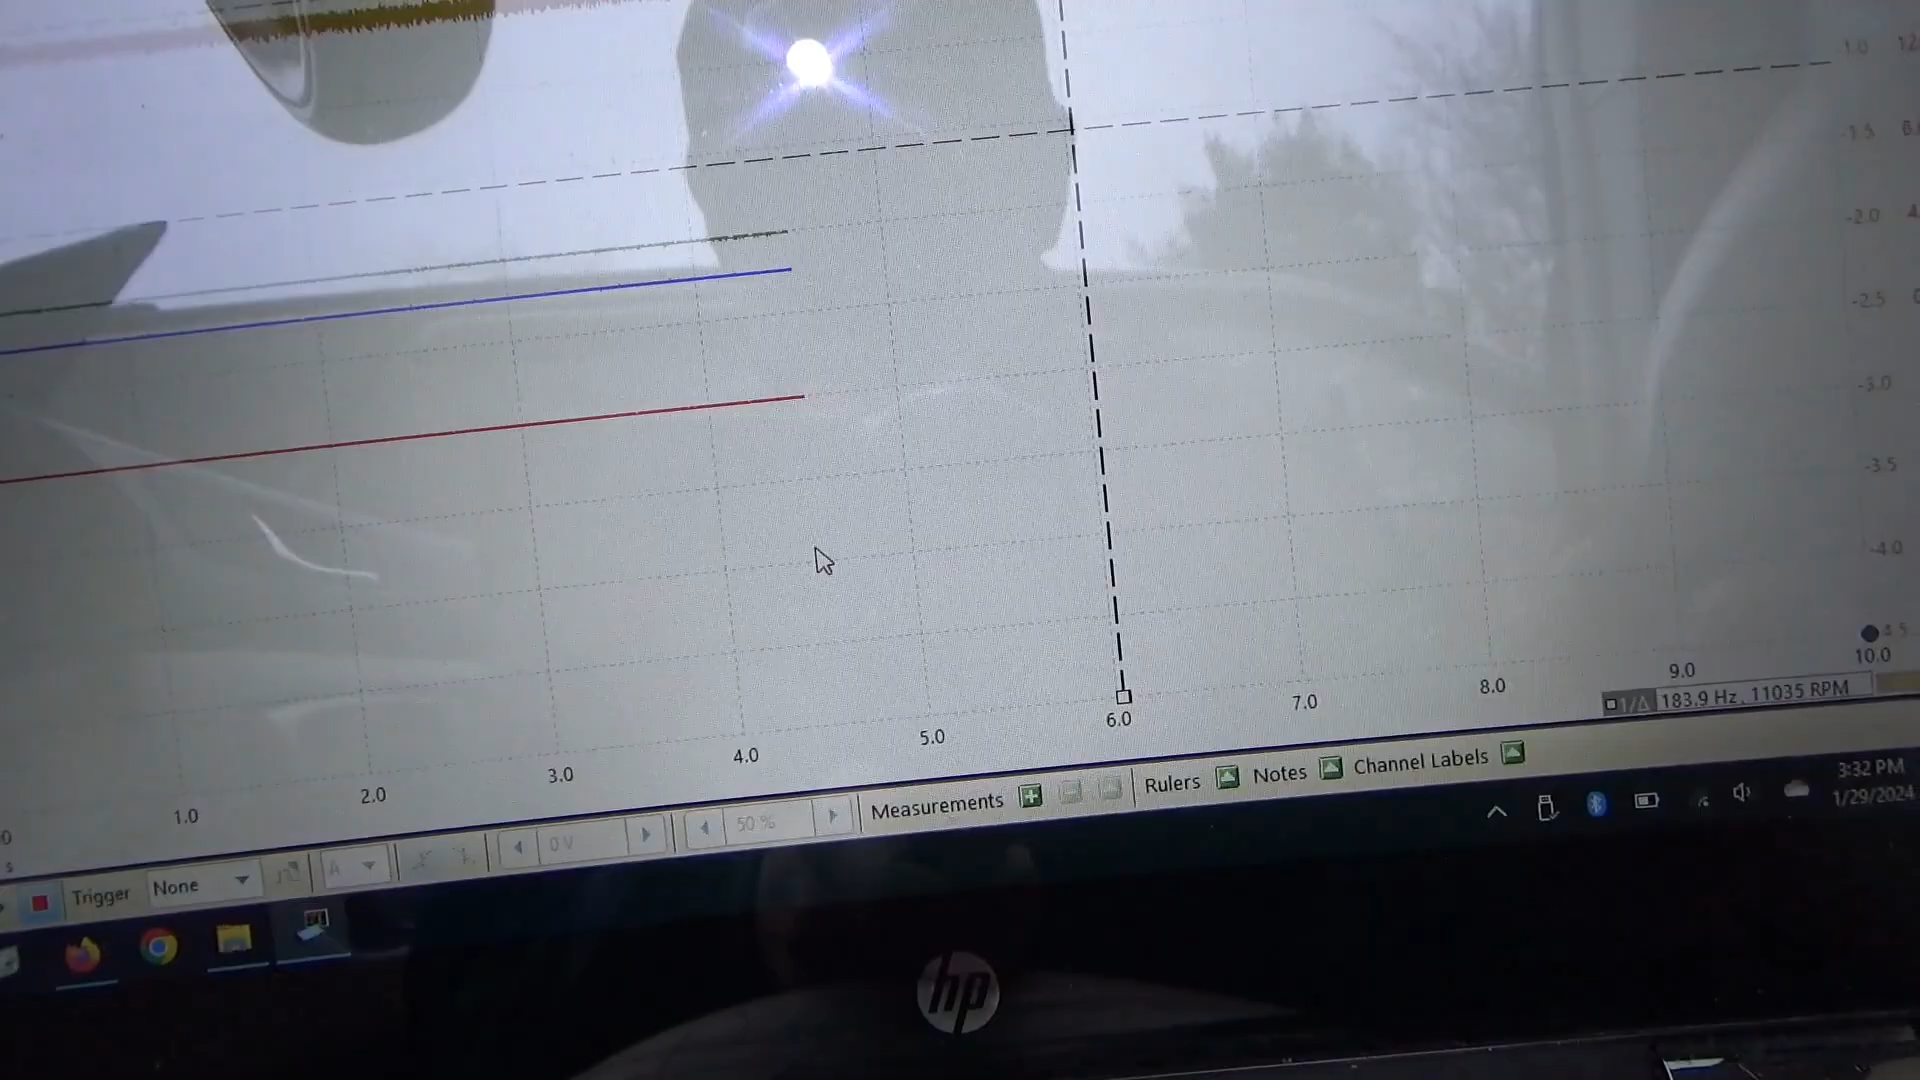 -1.0 12
-1.5
-2.0
-2.5
-3.0
-3.5
-4.0
1.0 2.0 3.0 4.0 5.0 6.0 7.0 8.0 9.0 10.0
1/Δ 183.9 Hz, 11035 RPM
Trigger None A 0 V 50 % Measurements Rulers Notes Channel Labels
3:32 PM
1/29/2024
hp